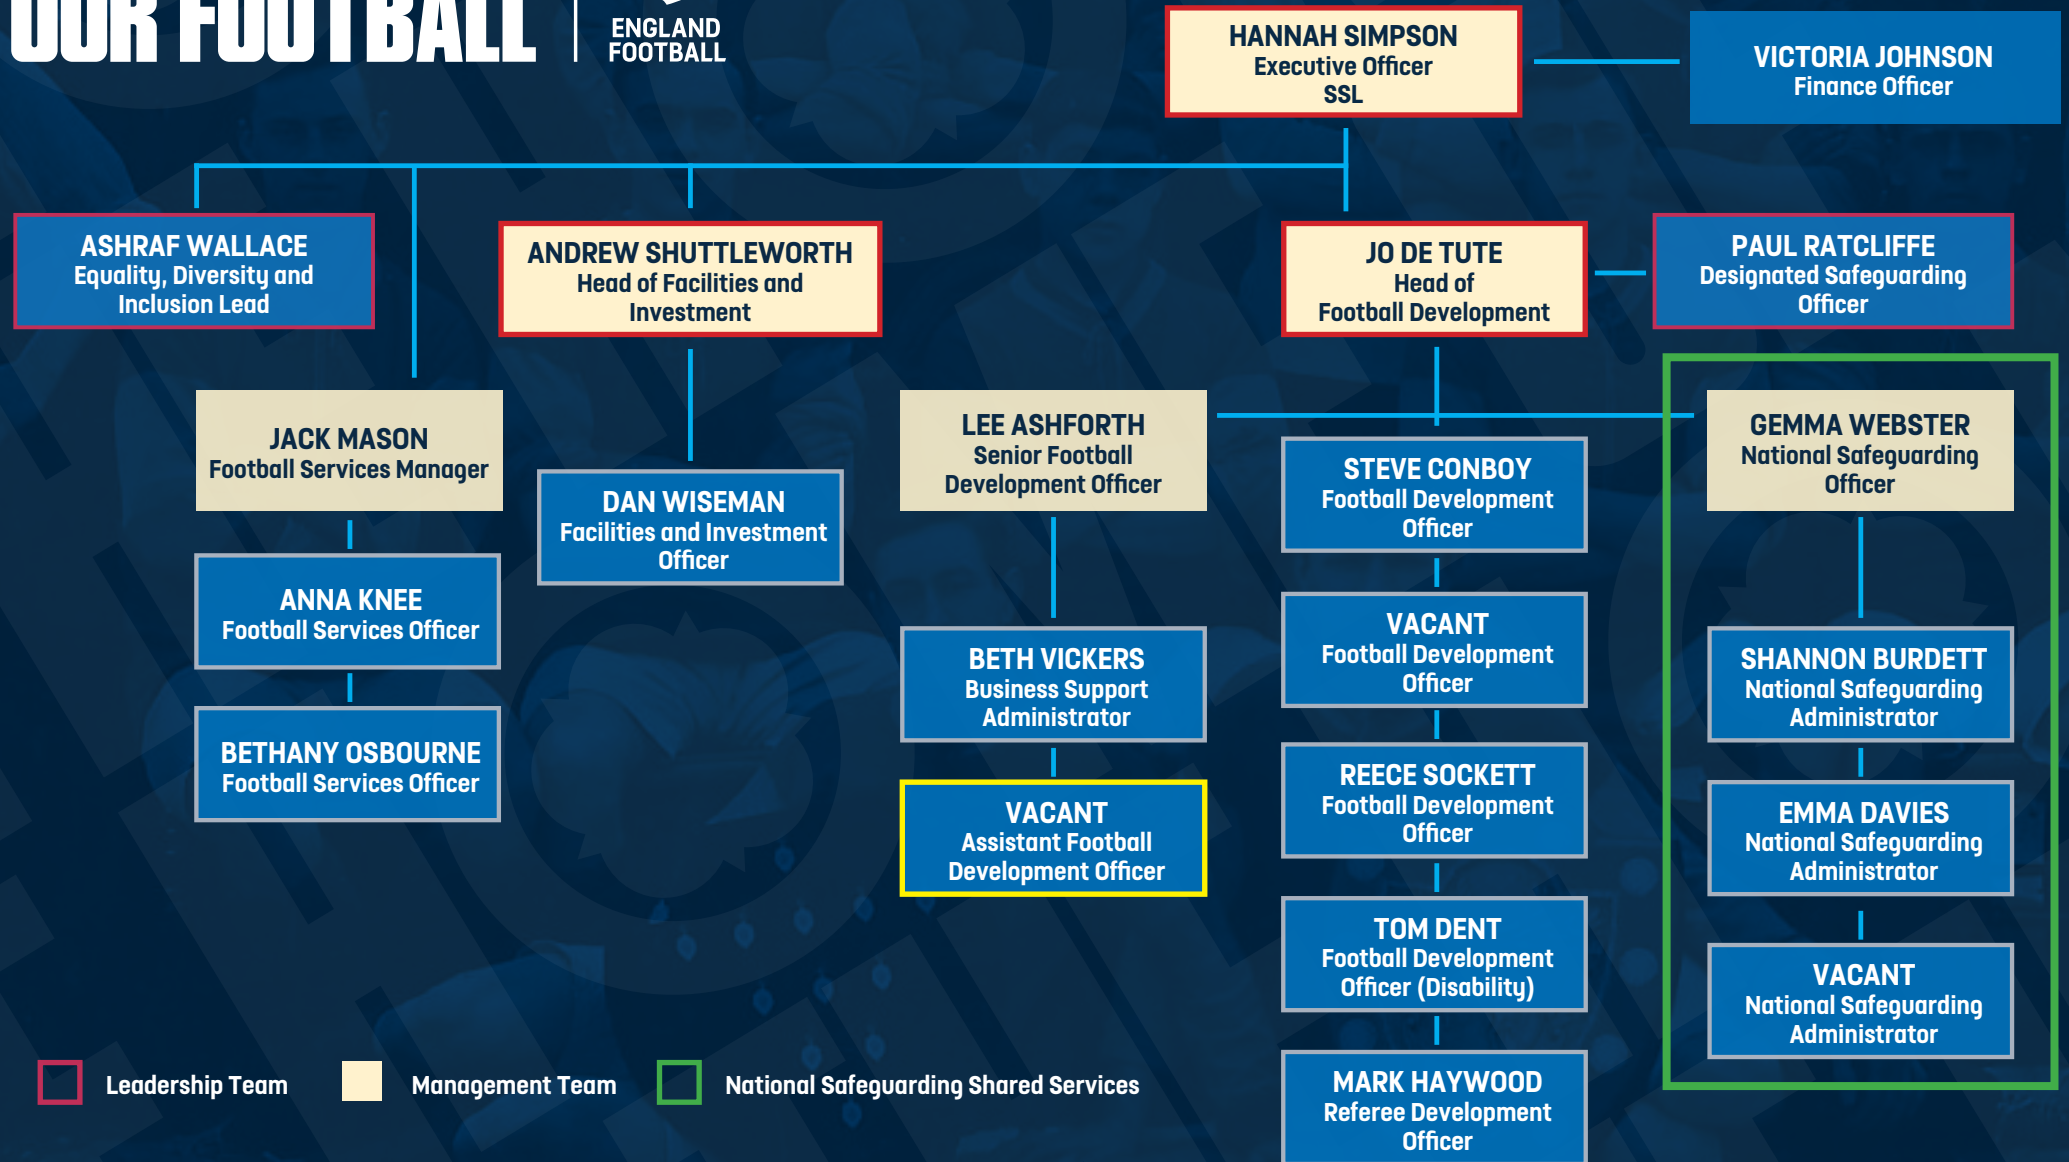 OUR FOOTBALL
ENGLAND
FOOTBALL
HANNAH SIMPSON
Executive Officer
SSL
VICTORIA JOHNSON
Finance Officer
ASHRAF WALLACE
Equality, Diversity and
Inclusion Lead
ANDREW SHUTTLEWORTH
Head of Facilities and
Investment
JO DE TUTE
Head of
Football Development
PAUL RATCLIFFE
Designated Safeguarding
Officer
JACK MASON
Football Services Manager
ANNA KNEE
Football Services Officer
BETHANY OSBOURNE
Football Services Officer
DAN WISEMAN
Facilities and Investment
Officer
LEE ASHFORTH
Senior Football
Development Officer
BETH VICKERS
Business Support
Administrator
VACANT
Assistant Football
Development Officer
STEVE CONBOY
Football Development
Officer
VACANT
Football Development
Officer
REECE SOCKETT
Football Development
Officer
TOM DENT
Football Development
Officer (Disability)
MARK HAYWOOD
Referee Development
Officer
GEMMA WEBSTER
National Safeguarding
Officer
SHANNON BURDETT
National Safeguarding
Administrator
EMMA DAVIES
National Safeguarding
Administrator
VACANT
National Safeguarding
Administrator
Leadership Team
Management Team
National Safeguarding Shared Services